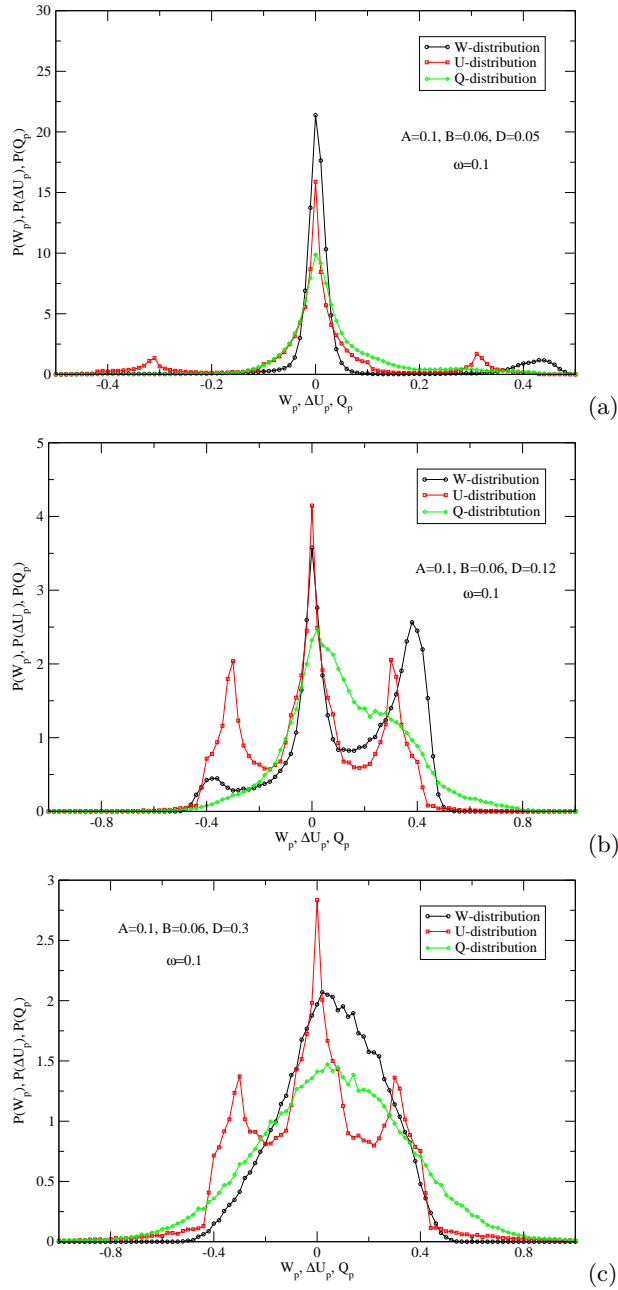 30
25
20
15
10
5
0
P(W_p), P(ΔU_p), P(Q_p)
W-distribution
U-distribution
Q-distribution
A=0.1, B=0.06, D=0.05
ω=0.1
-0.4 -0.2 0 0.2 0.4
W_p, ΔU_p, Q_p
(a)
5
4
3
2
1
0
P(W_p), P(ΔU_p), P(Q_p)
W-distribution
U-distribution
Q-distribtution
A=0.1, B=0.06, D=0.12
ω=0.1
-0.8 -0.4 0 0.4 0.8
W_p, ΔU_p, Q_p
(b)
3
2.5
2
1.5
1
0.5
0
P(W_p), P(ΔU_p), P(Q_p)
A=0.1, B=0.06, D=0.3
ω=0.1
W-distribution
U-distribution
Q-distribution
-0.8 -0.4 0 0.4 0.8
W_p, ΔU_p, Q_p
(c)